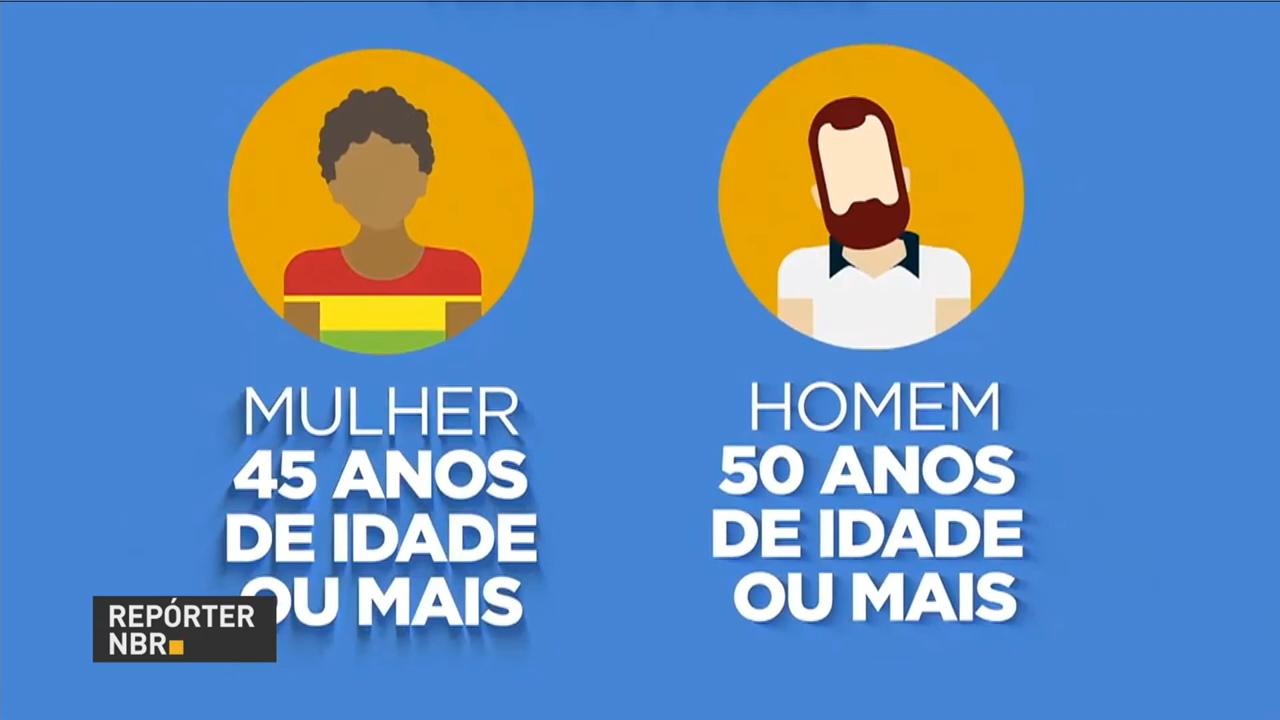 MULHER
45 ANOS
DE IDADE
OU MAIS
HOMEM
50 ANOS
DE IDADE
OU MAIS
REPÓRTER
NBR